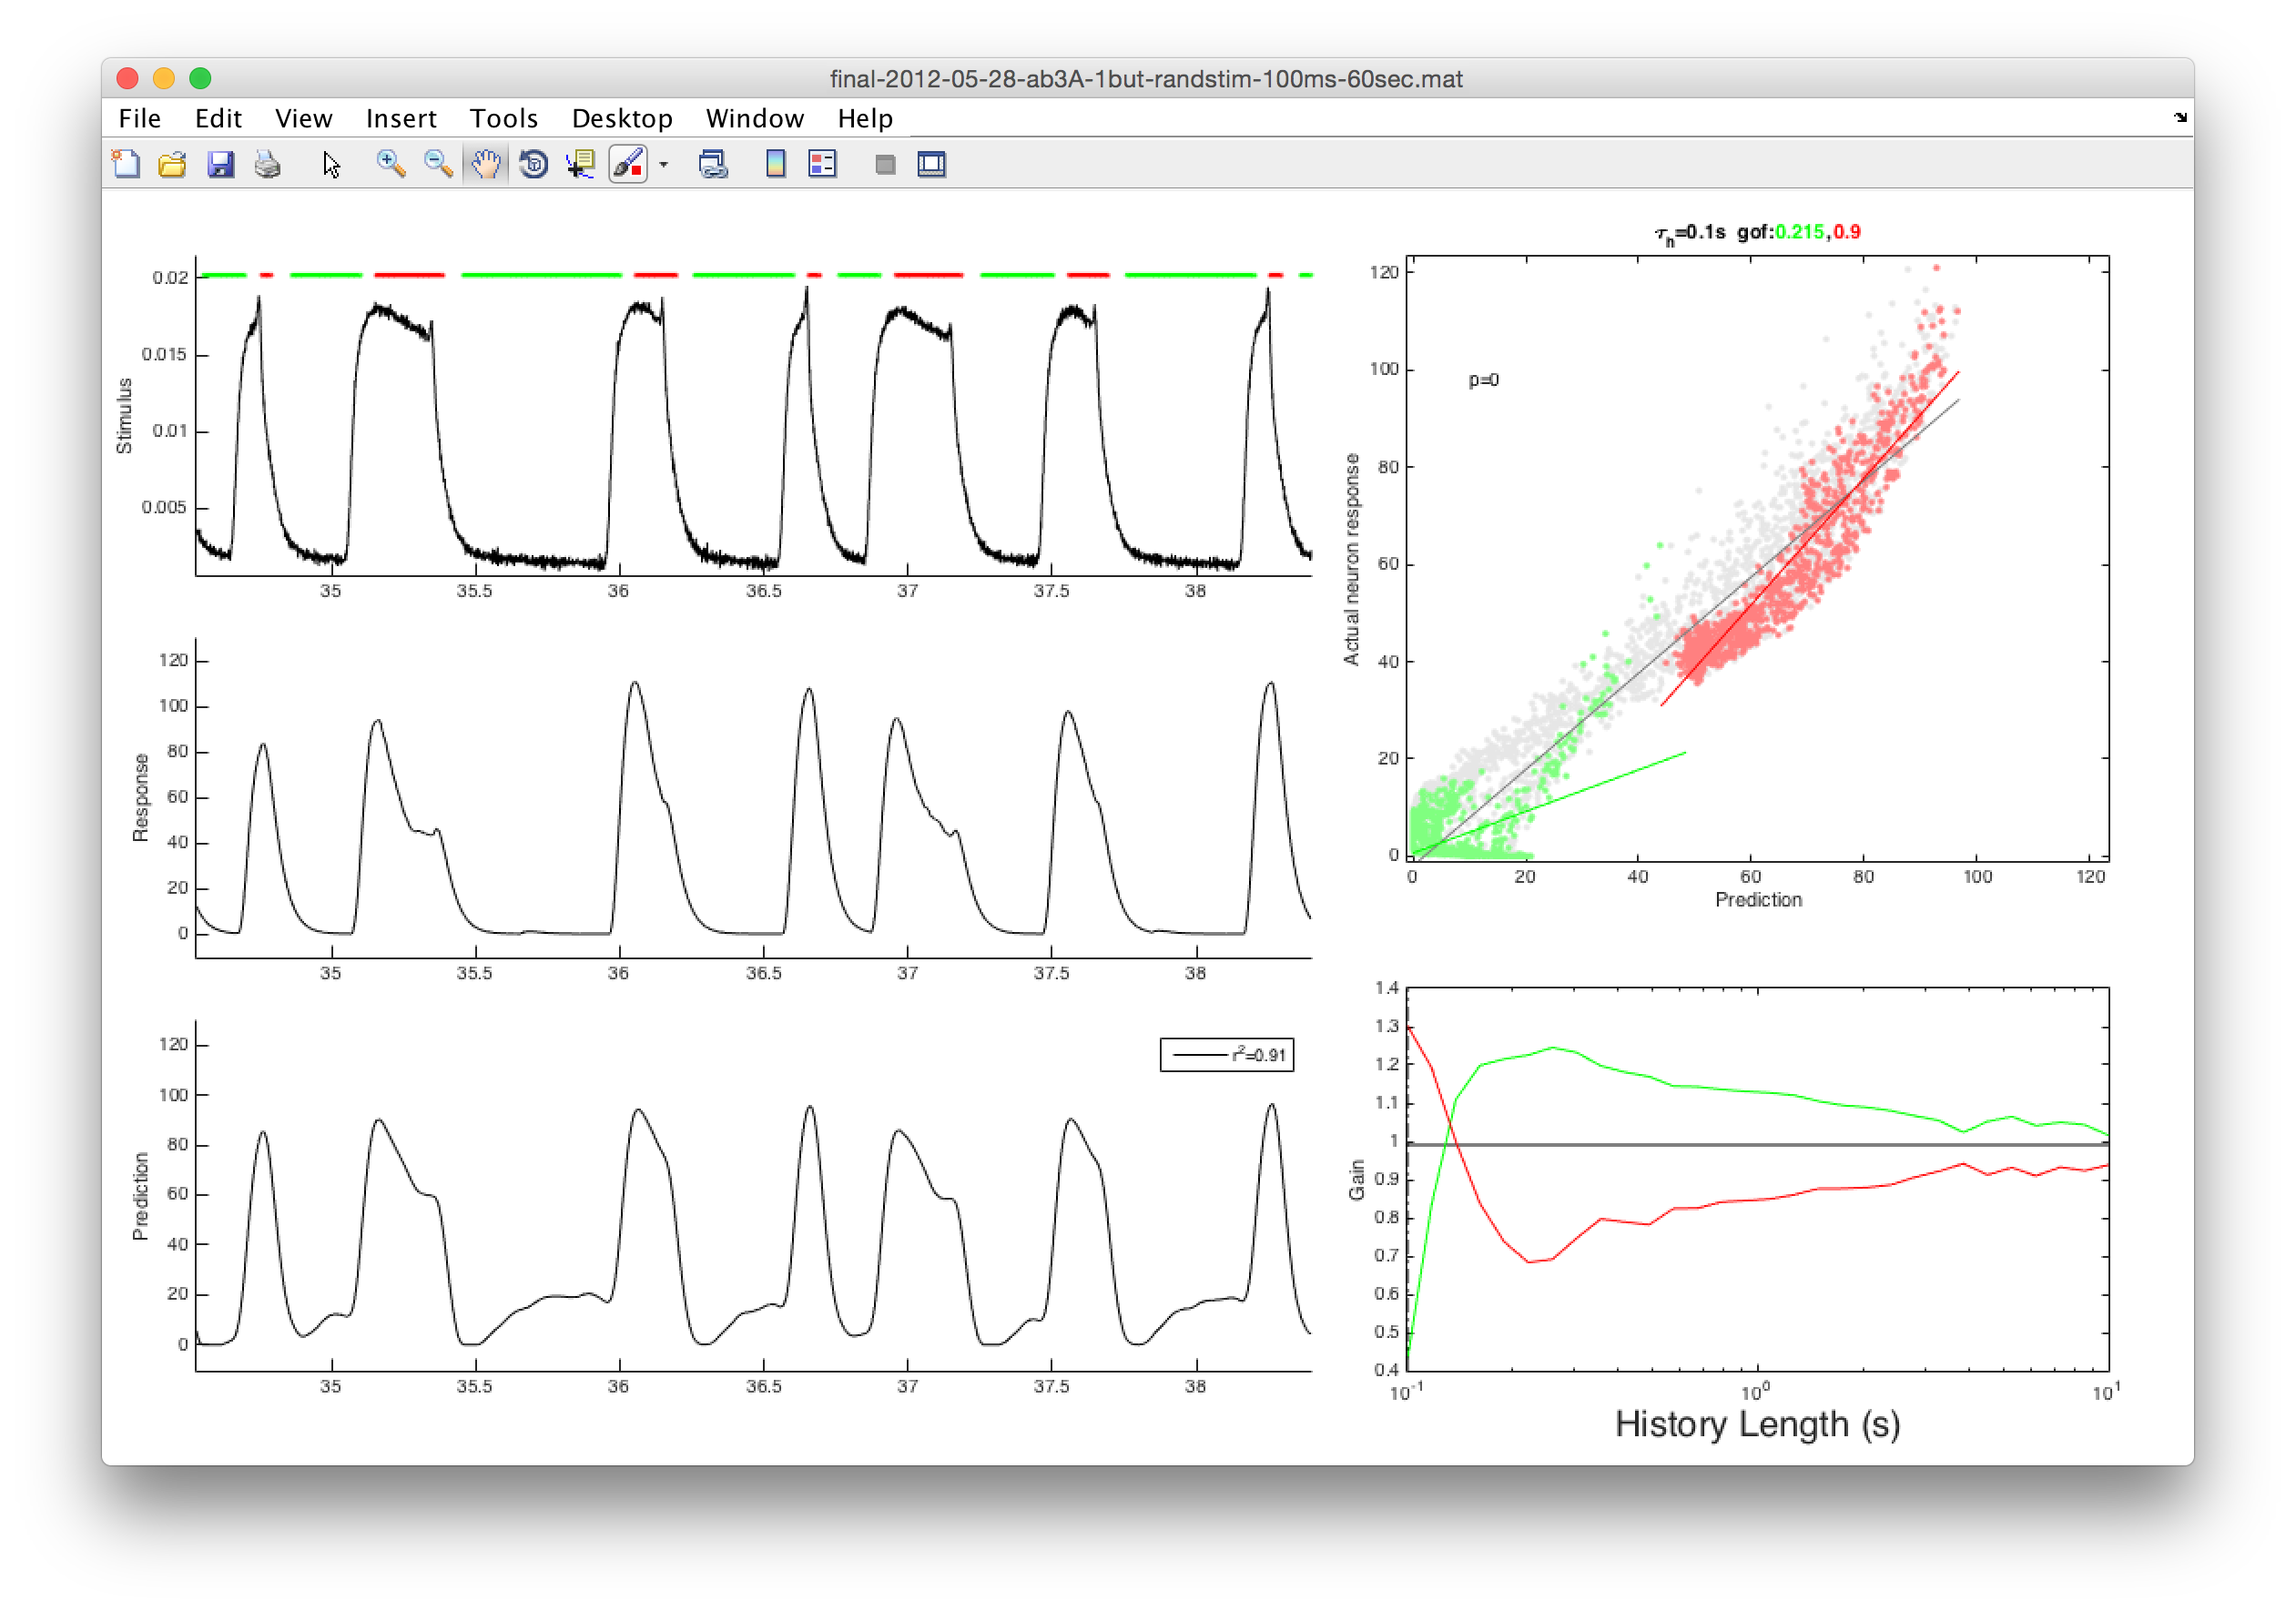 final-2012-05-28-ab3A-1but-randstim-100ms-60sec.mat
File Edit View Insert Tools Desktop Window Help
Stimulus
0.02
0.015
0.01
0.005
35 35.5 36 36.5 37 37.5 38
Response
120
100
80
60
40
20
0
35 35.5 36 36.5 37 37.5 38
Prediction
120
100
80
60
40
20
0
r²=0.91
35 35.5 36 36.5 37 37.5 38
τh=0.1s gof:0.215,0.9
Actual neuron response
120
100
80
60
40
20
0
p=0
0 20 40 60 80 100 120
Prediction
Gain
1.4
1.3
1.2
1.1
1
0.9
0.8
0.7
0.6
0.5
0.4
10⁻¹ 10⁰ 10¹
History Length (s)